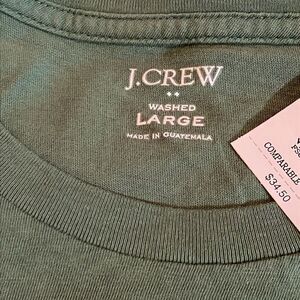 J.CREW
WASHED
LARGE
MADE IN GUATEMALA
COMPARABLE
$34.50